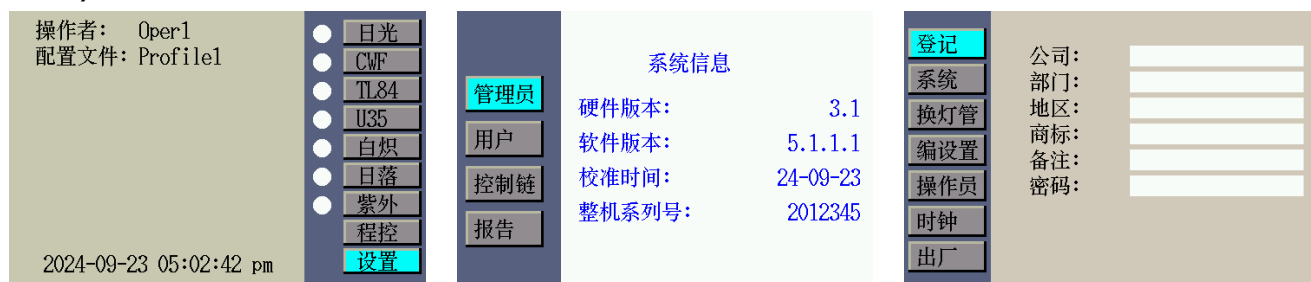 操作者： Oper1
配置文件：Profile1
日光
CWF
TL84
U35
白炽
日落
紫外
程控
设置
2024-09-23 05:02:42 pm
管理员
用户
控制链
报告
系统信息
硬件版本： 3.1
软件版本： 5.1.1.1
校准时间： 24-09-23
整机系列号： 2012345
登记
系统
换灯管
编设置
操作员
时钟
出厂
公司：
部门：
地区：
商标：
备注：
密码：